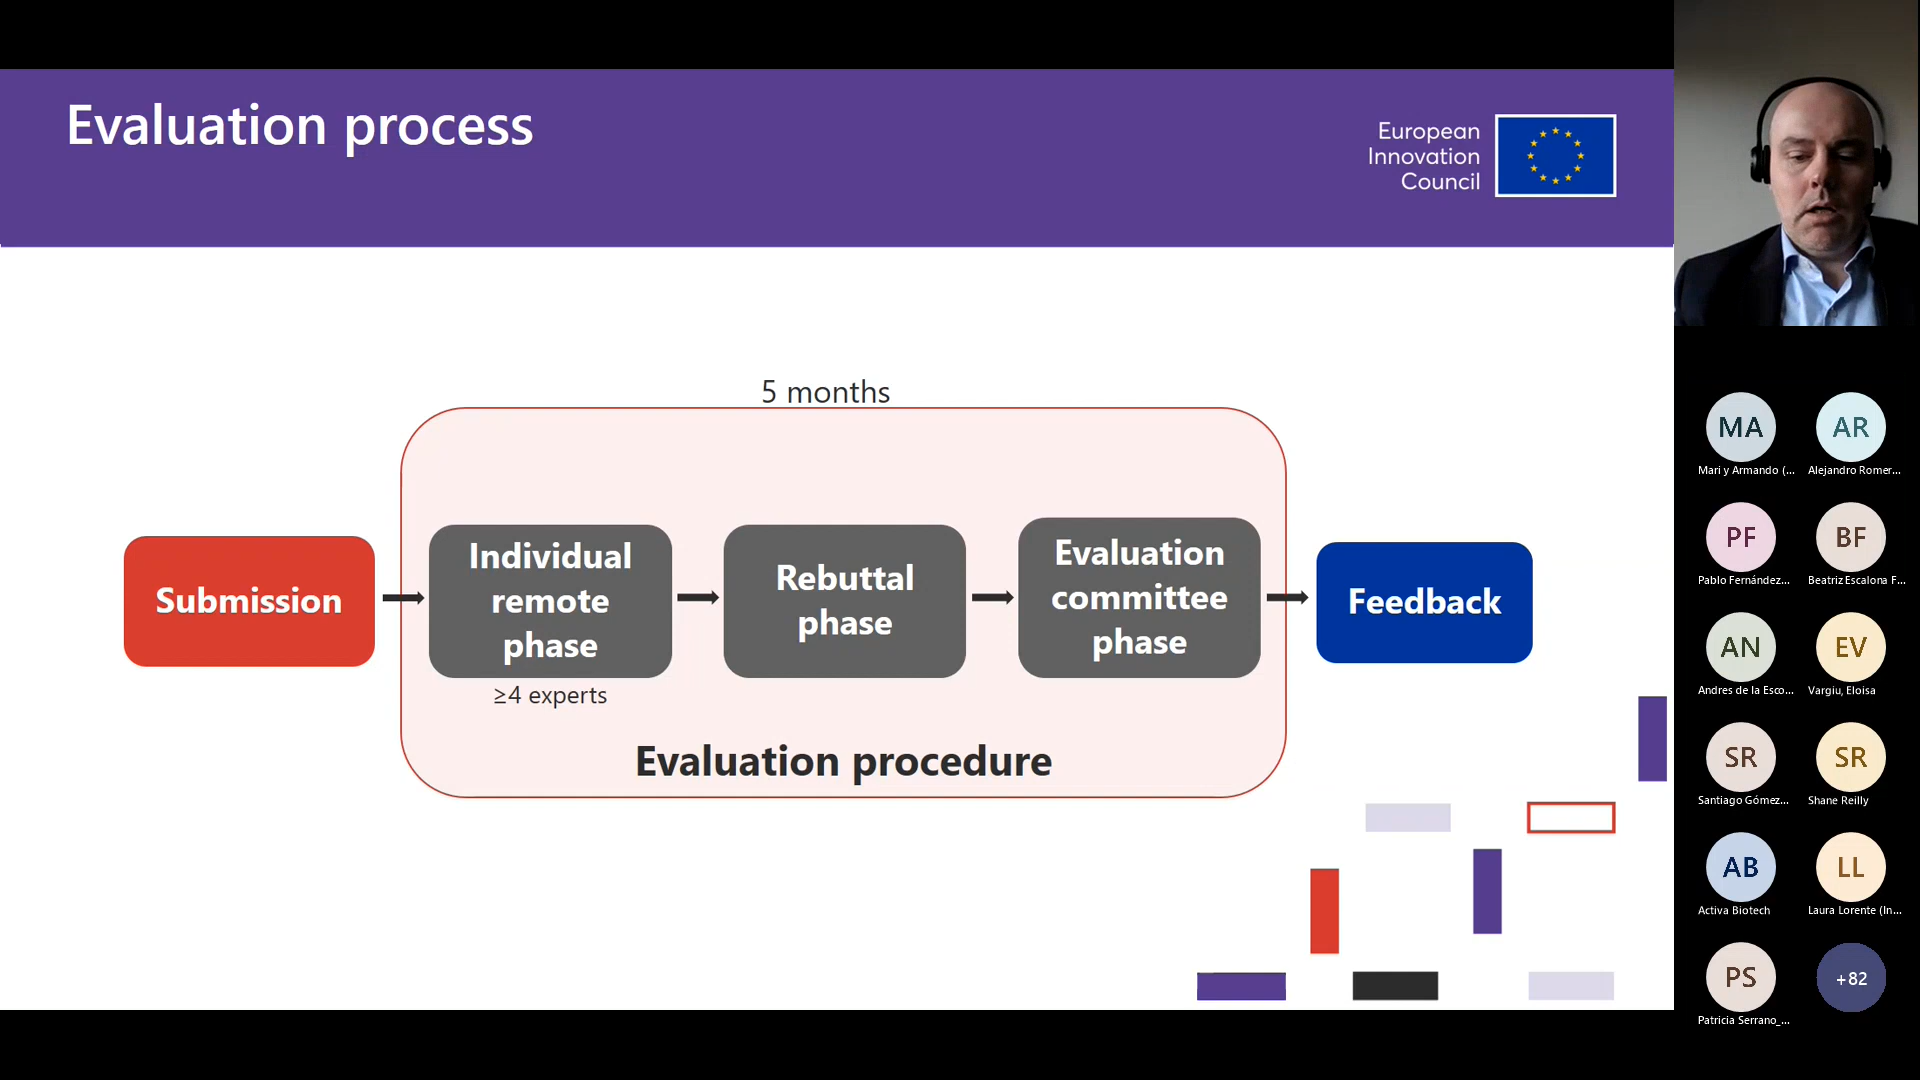 Evaluation process
European
Innovation
Council
5 months
Submission
Individual
remote
phase
≥4 experts
Rebuttal
phase
Evaluation
committee
phase
Feedback
Evaluation procedure
MA
Mari y Armando (...
AR
Alejandro Romer...
PF
Pablo Fernández...
BF
Beatriz Escalona F...
AN
Andres de la Esco...
EV
Vargiu, Eloisa
SR
Santiago Gómez...
SR
Shane Reilly
AB
Activa Biotech
LL
Laura Lorente (In...
PS
Patricia Serrano_...
+82